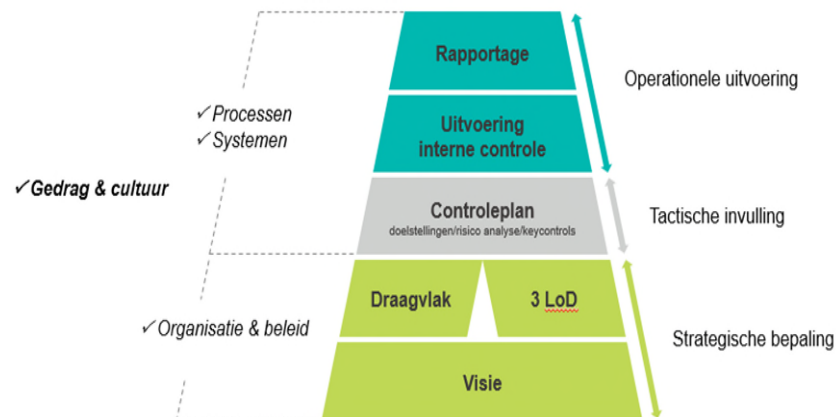 Rapportage
Operationele uitvoering
✓Processen
✓Systemen
Uitvoering
interne controle
✓Gedrag & cultuur
Controleplan
doelstellingen/risico analyse/keycontrols
Tactische invulling
Draagvlak
3 LoD
✓Organisatie & beleid
Strategische bepaling
Visie